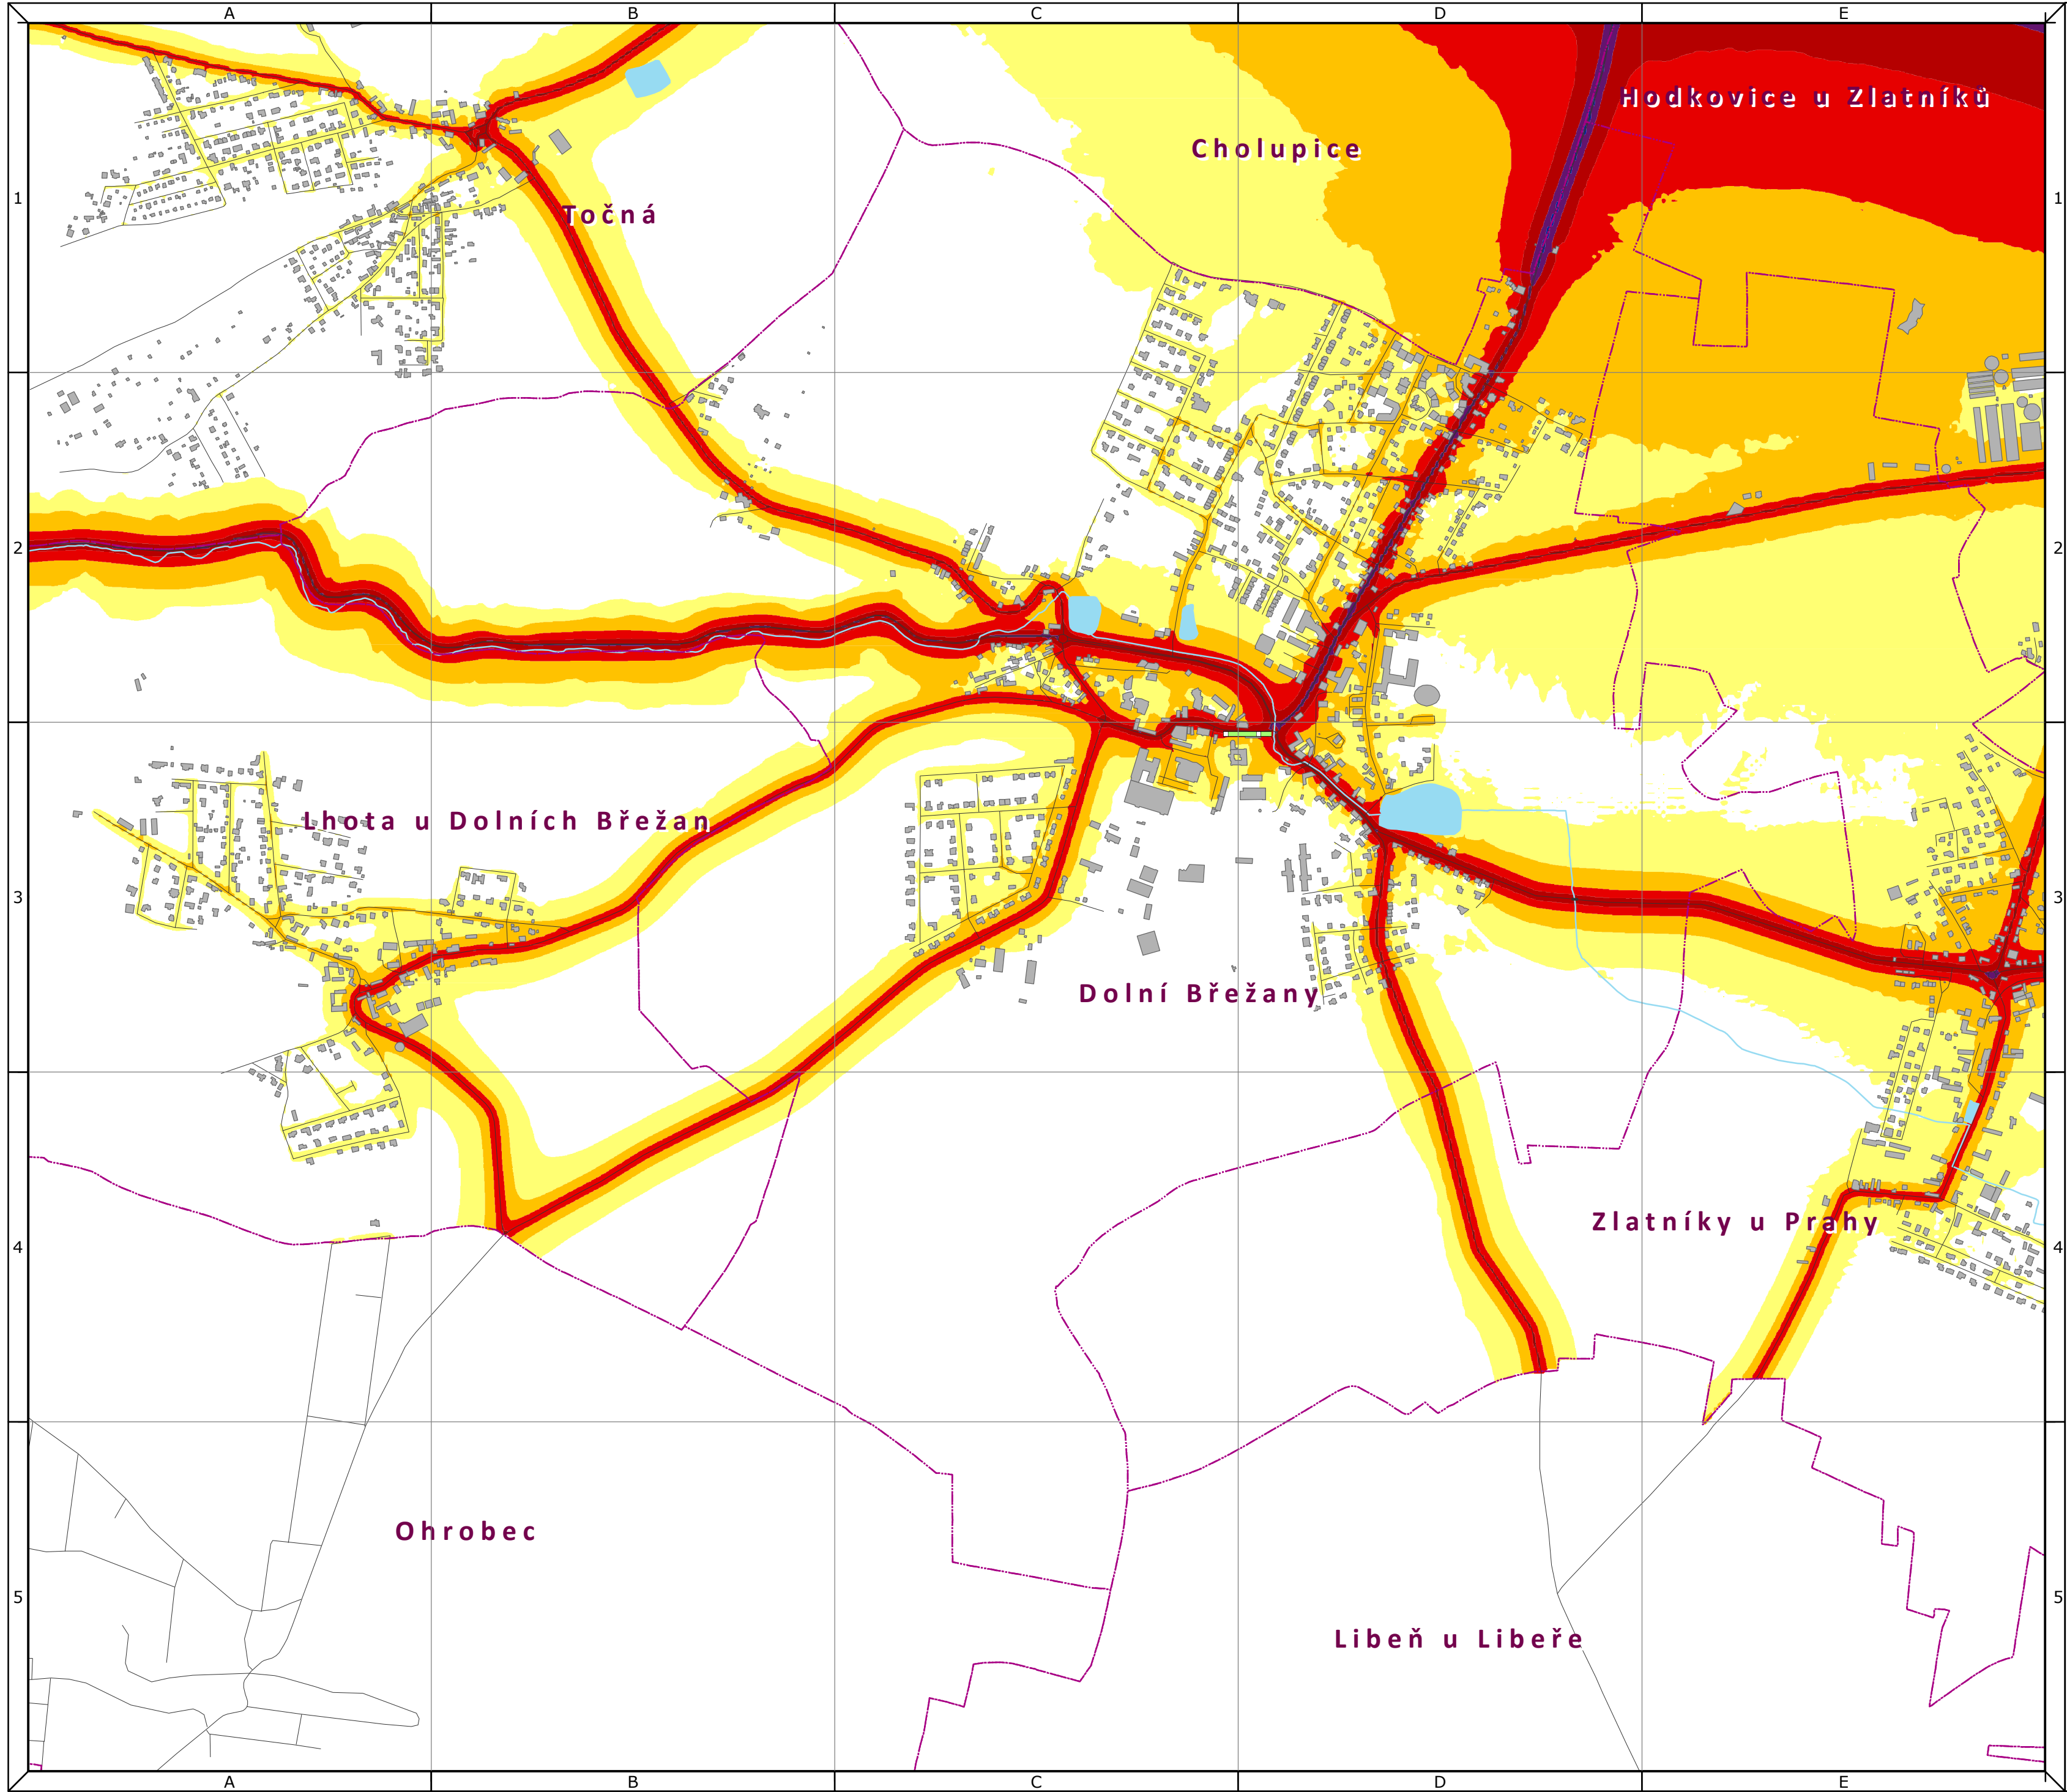 A B C D E
Hodkovice u Zlatníků
Cholupice
1 1
Točná
2 2
Lhota u Dolních Břežan
3 3
Dolní Břežany
Zlatníky u Prahy
4 4
Ohrobec
5 5
Libeň u Libeře
A B C D E